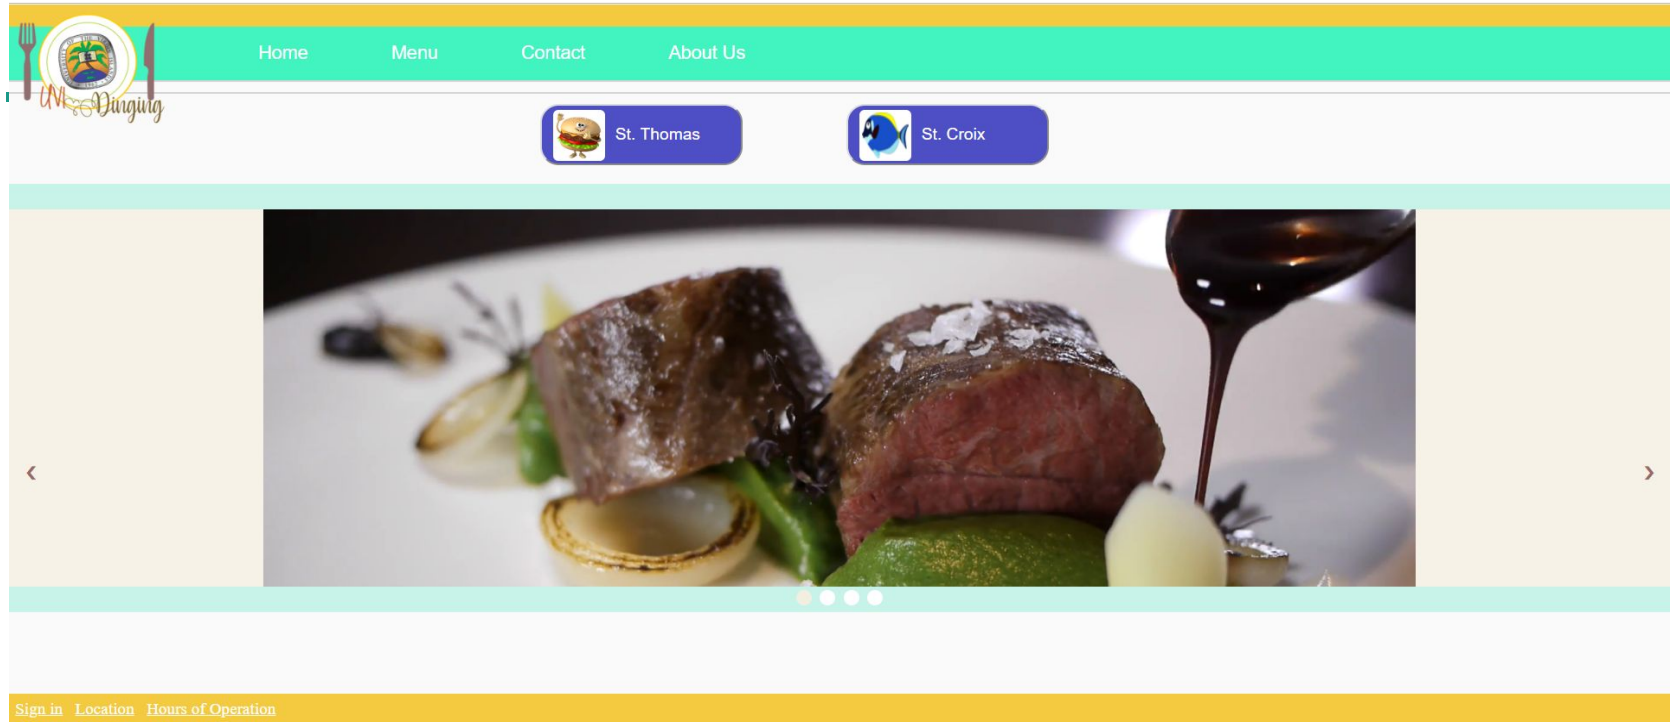 Home Menu Contact About Us
UVI Dinging
St. Thomas St. Croix
‹ ›
Sign in Location Hours of Operation